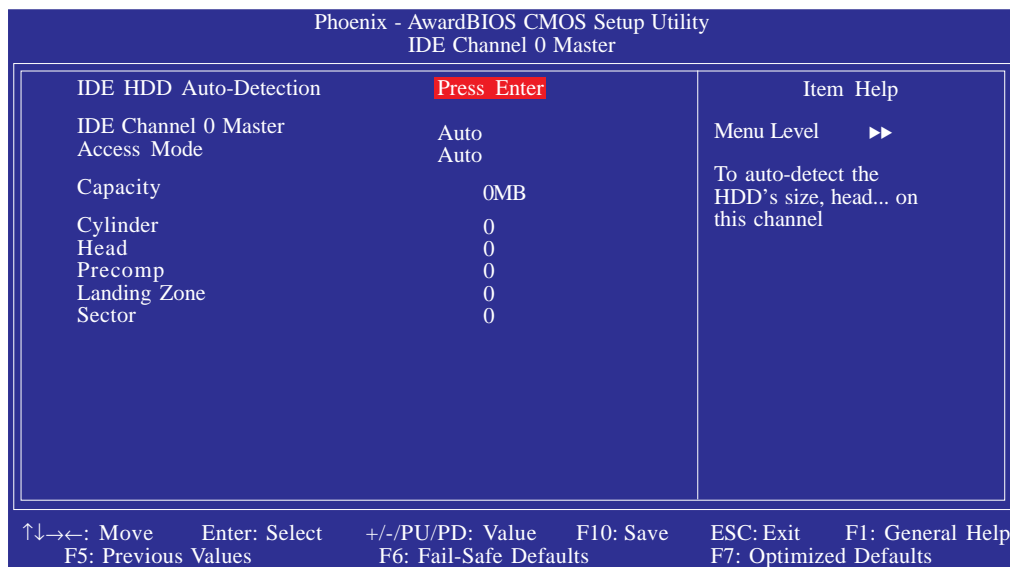 Phoenix - AwardBIOS CMOS Setup Utility
IDE Channel 0 Master
IDE HDD Auto-Detection Press Enter
IDE Channel 0 Master Auto
Access Mode Auto
Capacity 0MB
Cylinder 0
Head 0
Precomp 0
Landing Zone 0
Sector 0
Item Help
Menu Level ▶▶
To auto-detect the
HDD’s size, head... on
this channel
↑↓→←: Move Enter: Select +/-/PU/PD: Value F10: Save ESC: Exit F1: General Help
F5: Previous Values F6: Fail-Safe Defaults F7: Optimized Defaults